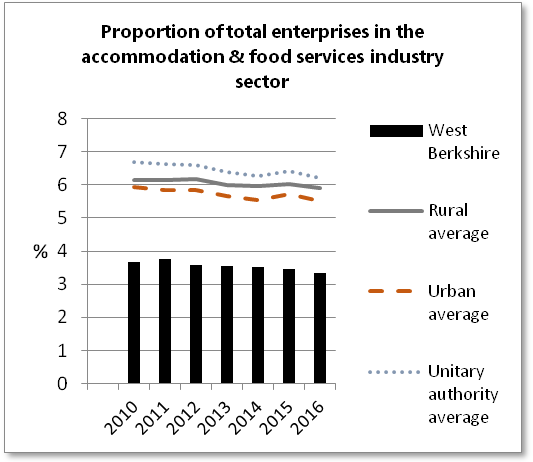 Proportion of total enterprises in the
accommodation & food services industry
sector
8
7
6
5
4
3
2
1
0
%
2010
2011
2012
2013
2014
2015
2016
West
Berkshire
Rural
average
Urban
average
Unitary
authority
average